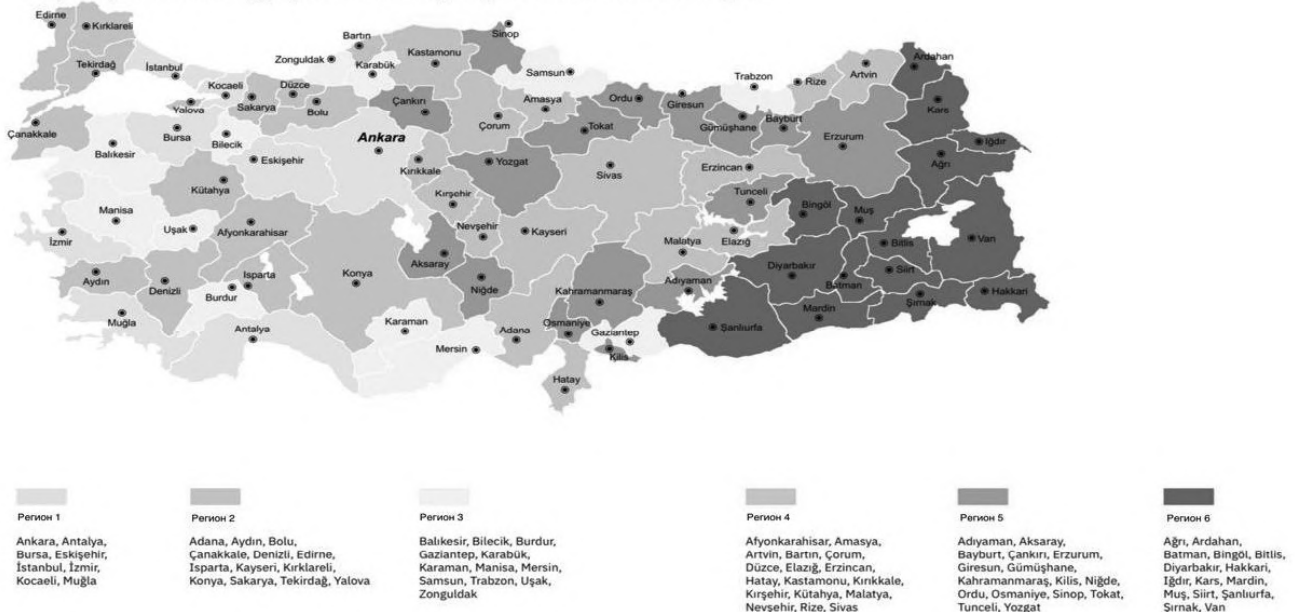 Edirne
Kırklareli
Tekirdağ
İstanbul
Kocaeli
Yalova
Sakarya
Düzce
Bolu
Zonguldak
Bartın
Karabük
Kastamonu
Sinop
Samsun
Çankırı
Çorum
Amasya
Ordu
Giresun
Tokat
Trabzon
Rize
Artvin
Ardahan
Kars
Gümüşhane
Bayburt
Erzurum
Iğdır
Ağrı
Çanakkale
Balıkesir
Bursa
Bilecik
Eskişehir
Ankara
Kırıkkale
Yozgat
Sivas
Erzincan
Tunceli
Kütahya
Kırşehir
Nevşehir
Kayseri
Malatya
Elazığ
Bingöl
Muş
Bitlis
Van
Manisa
Uşak
Afyonkarahisar
İzmir
Aydın
Denizli
Isparta
Burdur
Konya
Aksaray
Niğde
Kahramanmaraş
Adıyaman
Diyarbakır
Batman
Siirt
Şırnak
Hakkari
Mardin
Şanlıurfa
Muğla
Antalya
Karaman
Mersin
Adana
Osmaniye
Gaziantep
Kilis
Hatay
Регион 1
Ankara, Antalya,
Bursa, Eskişehir,
İstanbul, İzmir,
Kocaeli, Muğla
Регион 2
Adana, Aydın, Bolu,
Çanakkale, Denizli, Edirne,
Isparta, Kayseri, Kırklareli,
Konya, Sakarya, Tekirdağ, Yalova
Регион 3
Balıkesir, Bilecik, Burdur,
Gaziantep, Karabük,
Karaman, Manisa, Mersin,
Samsun, Trabzon, Uşak,
Zonguldak
Регион 4
Afyonkarahisar, Amasya,
Artvin, Bartın, Çorum,
Düzce, Elazığ, Erzincan,
Hatay, Kastamonu, Kırıkkale,
Kırşehir, Kütahya, Malatya,
Nevşehir, Rize, Sivas
Регион 5
Adıyaman, Aksaray,
Bayburt, Çankırı, Erzurum,
Giresun, Gümüşhane,
Kahramanmaraş, Kilis, Niğde,
Ordu, Osmaniye, Sinop, Tokat,
Tunceli, Yozgat
Регион 6
Ağrı, Ardahan,
Batman, Bingöl, Bitlis,
Diyarbakır, Hakkari,
Iğdır, Kars, Mardin,
Muş, Siirt, Şanlıurfa,
Şırnak, Van